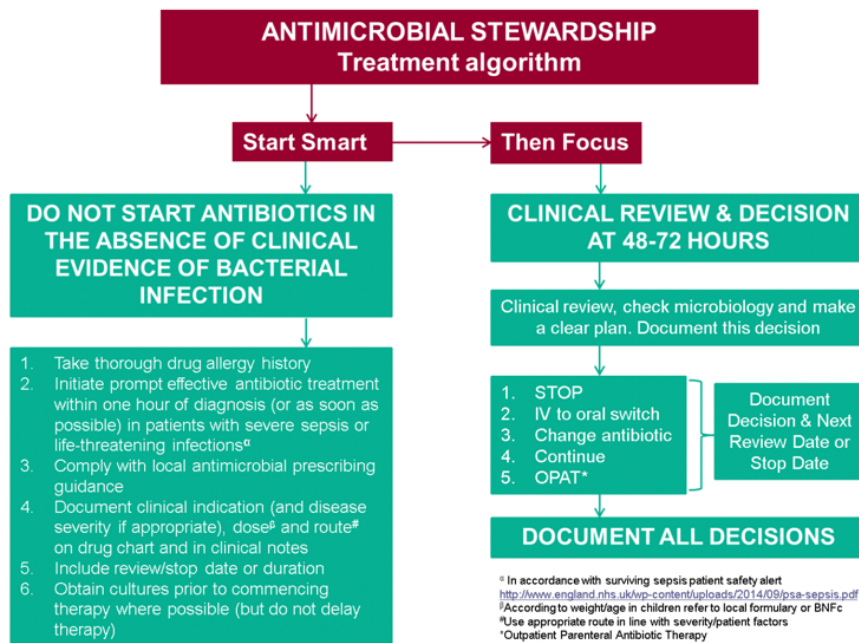 ANTIMICROBIAL STEWARDSHIP
Treatment algorithm
Start Smart
Then Focus
DO NOT START ANTIBIOTICS IN
THE ABSENCE OF CLINICAL
EVIDENCE OF BACTERIAL
INFECTION
1. Take thorough drug allergy history
2. Initiate prompt effective antibiotic treatment
within one hour of diagnosis (or as soon as
possible) in patients with severe sepsis or
life-threatening infectionsᵅ
3. Comply with local antimicrobial prescribing
guidance
4. Document clinical indication (and disease
severity if appropriate), doseᵝ and route#
on drug chart and in clinical notes
5. Include review/stop date or duration
6. Obtain cultures prior to commencing
therapy where possible (but do not delay
therapy)
CLINICAL REVIEW & DECISION
AT 48-72 HOURS
Clinical review, check microbiology and make
a clear plan. Document this decision
1. STOP
2. IV to oral switch
3. Change antibiotic
4. Continue
5. OPAT*
Document
Decision & Next
Review Date or
Stop Date
DOCUMENT ALL DECISIONS
ᵅ In accordance with surviving sepsis patient safety alert
http://www.england.nhs.uk/wp-content/uploads/2014/09/psa-sepsis.pdf
ᵝAccording to weight/age in children refer to local formulary or BNFc
#Use appropriate route in line with severity/patient factors
*Outpatient Parenteral Antibiotic Therapy